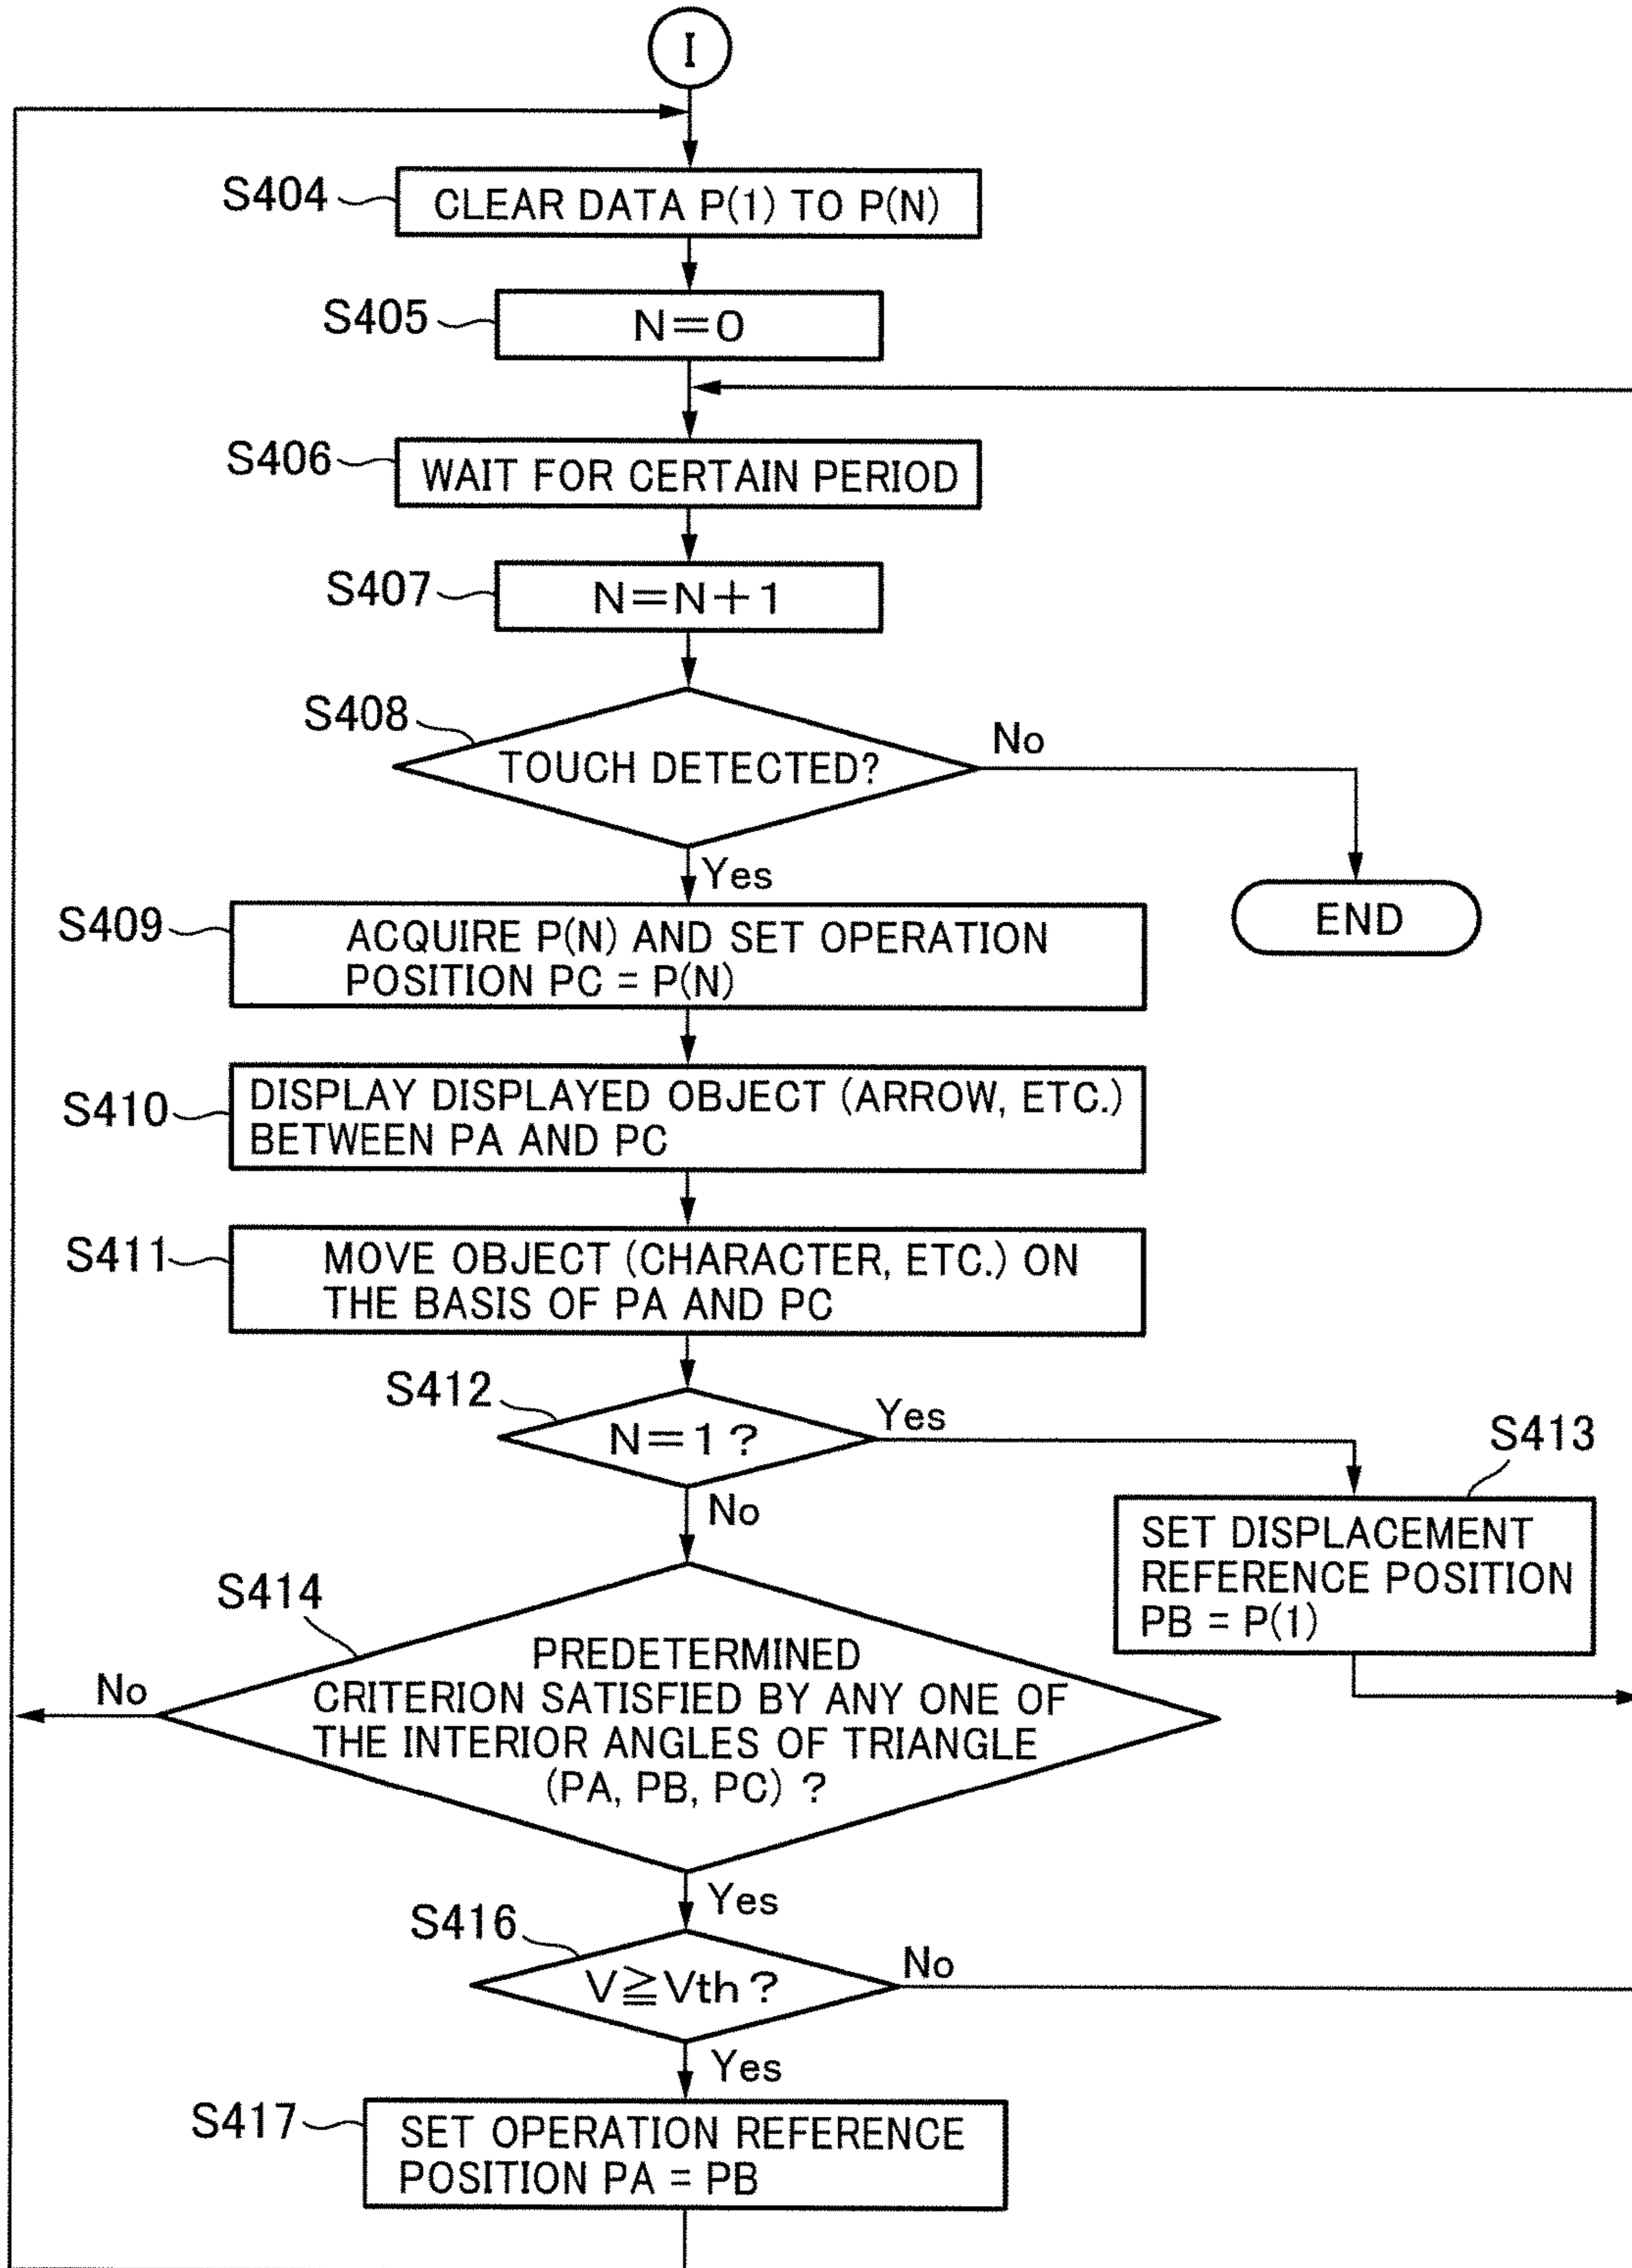 I
S404
CLEAR DATA P(1) TO P(N)
S405
N=0
S406
WAIT FOR CERTAIN PERIOD
S407
N=N+1
S408
TOUCH DETECTED?
No
Yes
END
S409
ACQUIRE P(N) AND SET OPERATION
POSITION PC = P(N)
S410
DISPLAY DISPLAYED OBJECT (ARROW, ETC.)
BETWEEN PA AND PC
S411
MOVE OBJECT (CHARACTER, ETC.) ON
THE BASIS OF PA AND PC
S412
N=1?
Yes
No
S413
SET DISPLACEMENT
REFERENCE POSITION
PB = P(1)
S414
PREDETERMINED
CRITERION SATISFIED BY ANY ONE OF
THE INTERIOR ANGLES OF TRIANGLE
(PA, PB, PC) ?
No
Yes
S416
V≧Vth?
No
Yes
S417
SET OPERATION REFERENCE
POSITION PA = PB